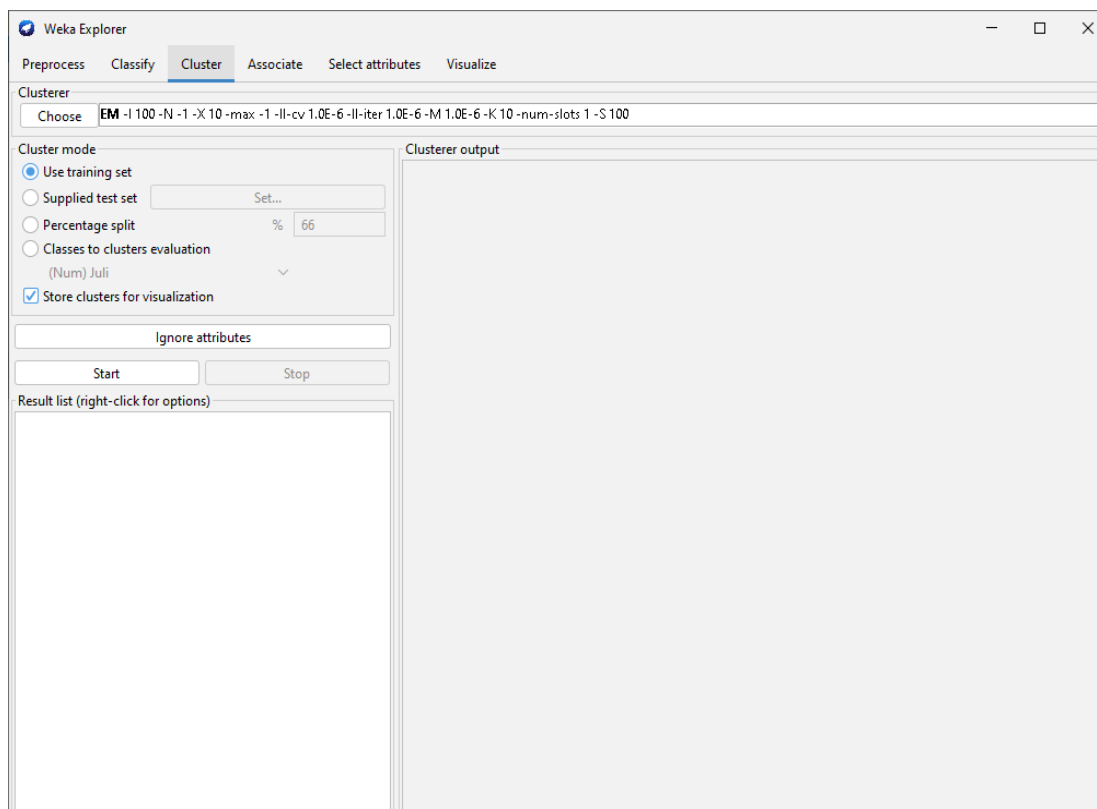 Weka Explorer
Preprocess Classify Cluster Associate Select attributes Visualize
Clusterer
Choose EM -I 100 -N -1 -X 10 -max -1 -ll-cv 1.0E-6 -ll-iter 1.0E-6 -M 1.0E-6 -K 10 -num-slots 1 -S 100
Cluster mode
Use training set
Supplied test set Set...
Percentage split % 66
Classes to clusters evaluation
(Num) Juli
Store clusters for visualization
Ignore attributes
Start Stop
Result list (right-click for options)
Clusterer output